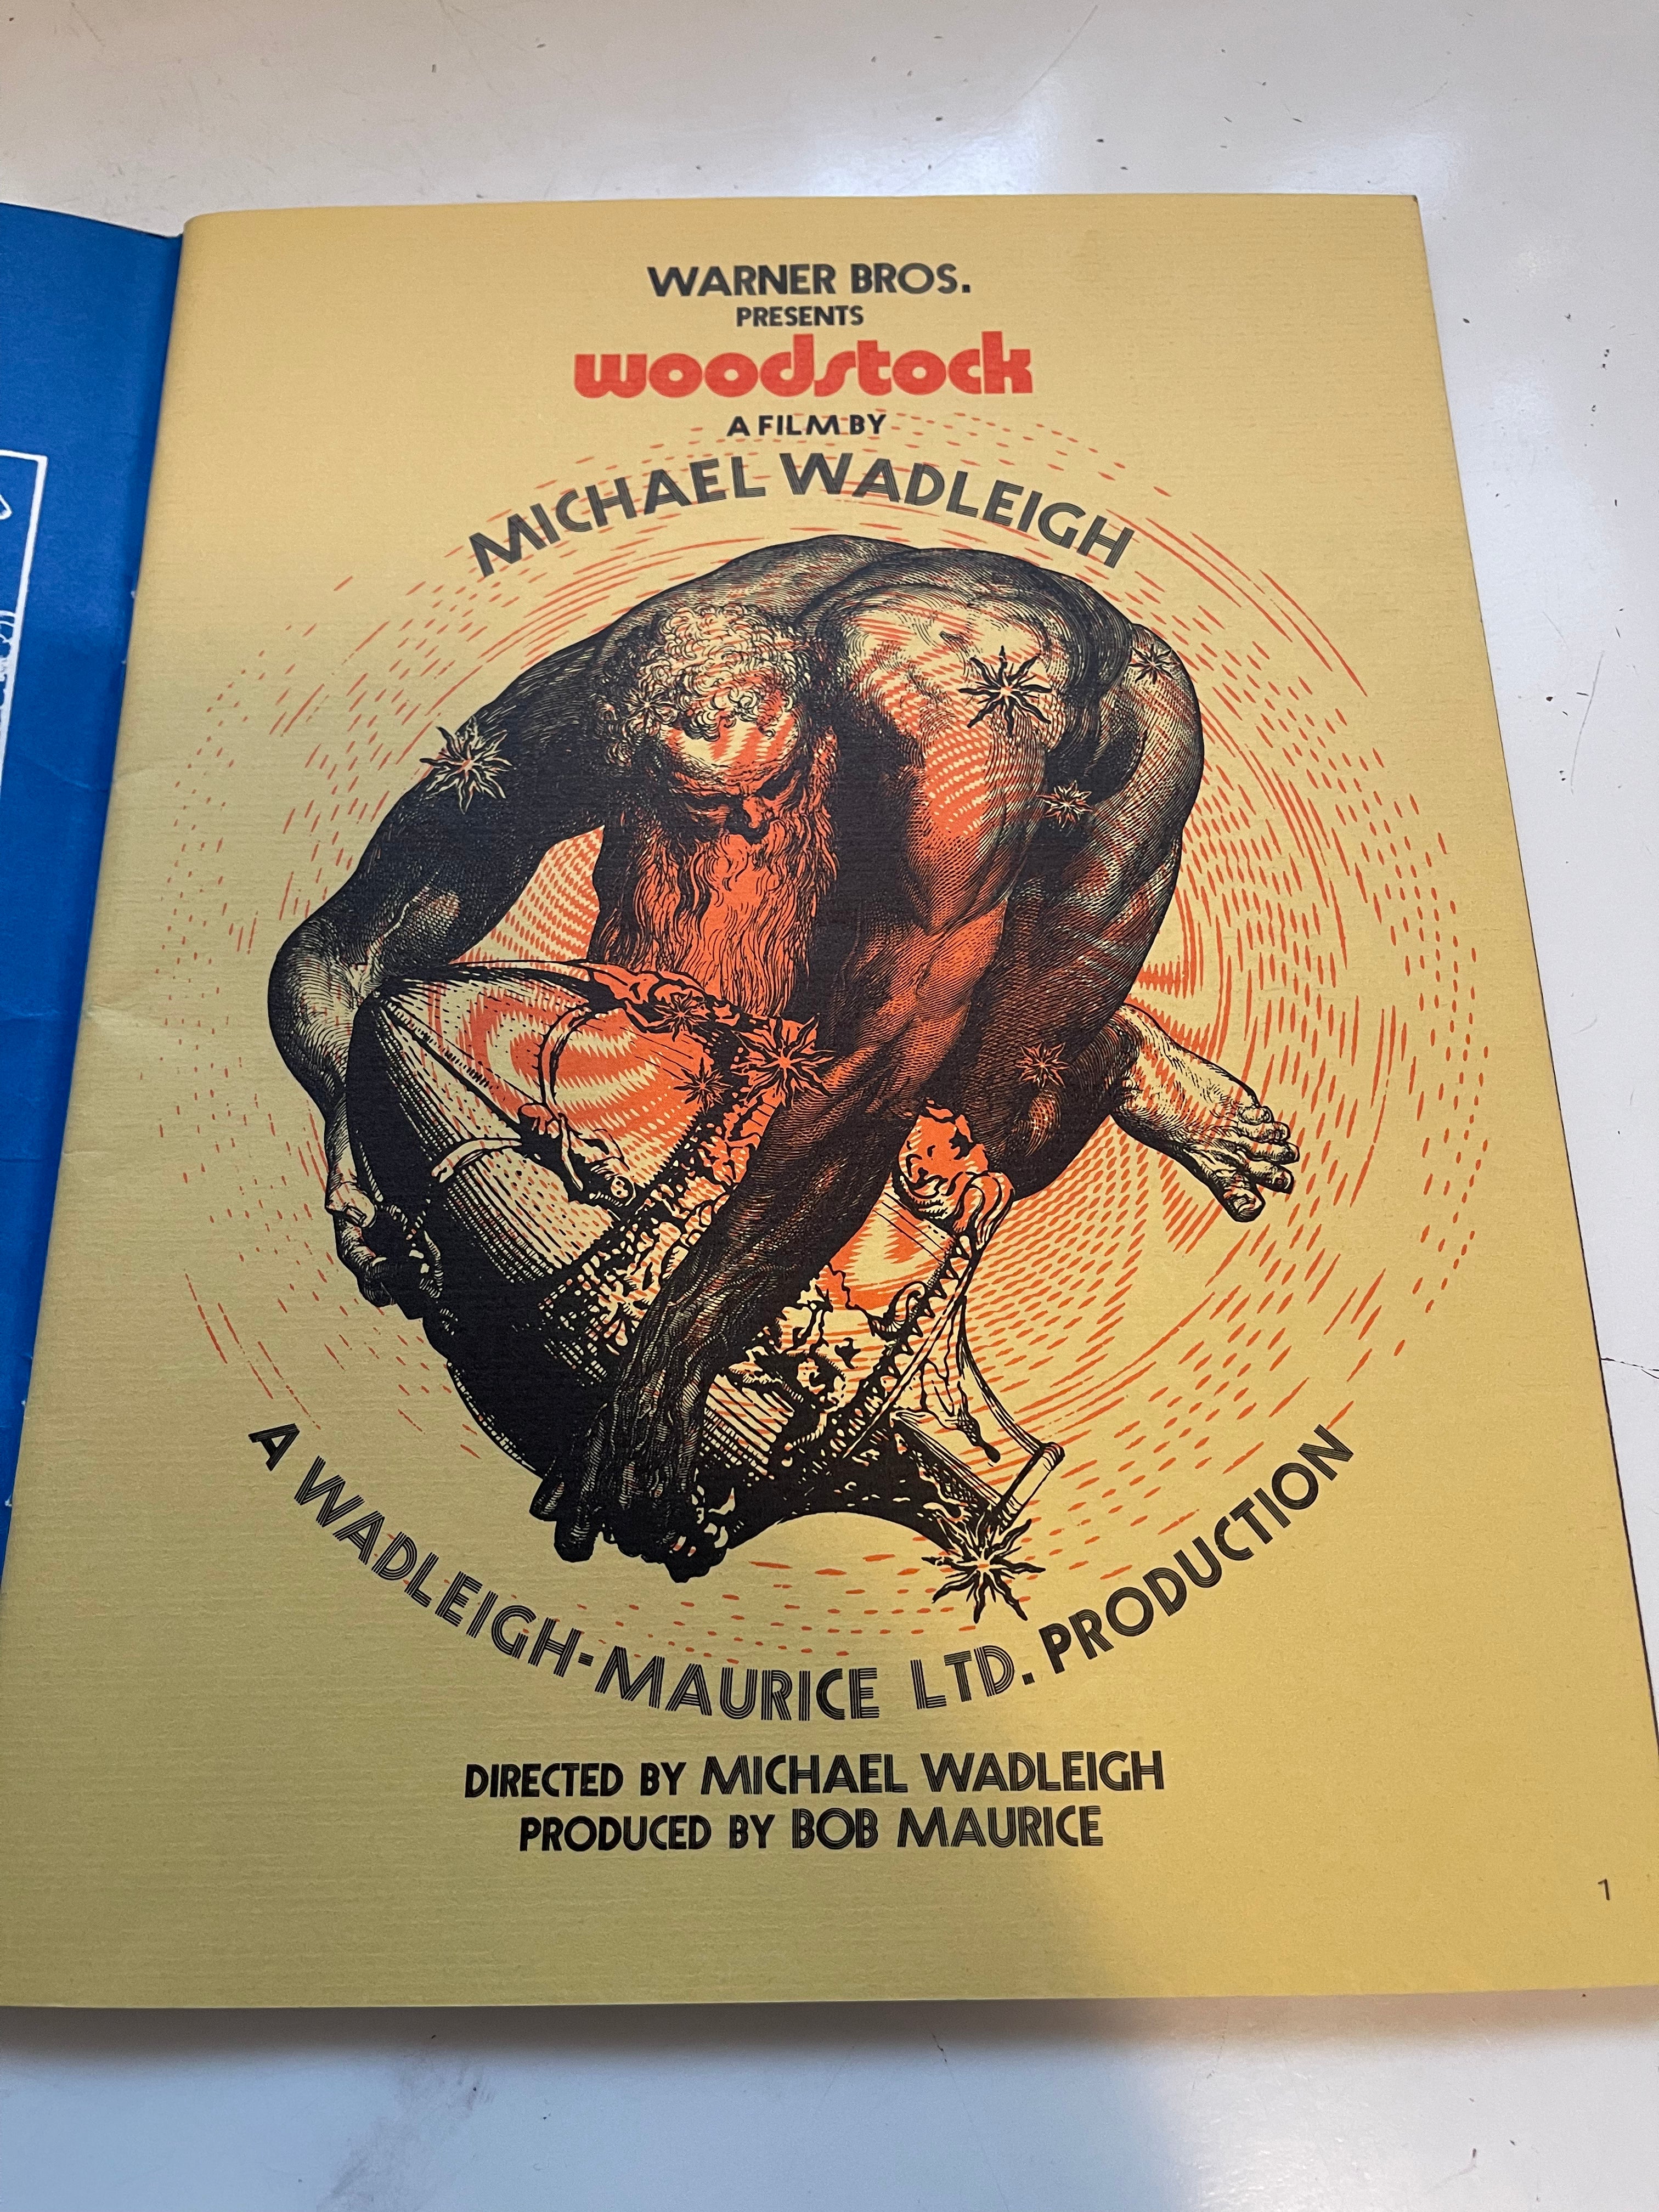 WARNER BROS.
PRESENTS
woodstock
A FILM BY
MICHAEL WADLEIGH
A WADLEIGH-MAURICE LTD. PRODUCTION
DIRECTED BY MICHAEL WADLEIGH
PRODUCED BY BOB MAURICE
1